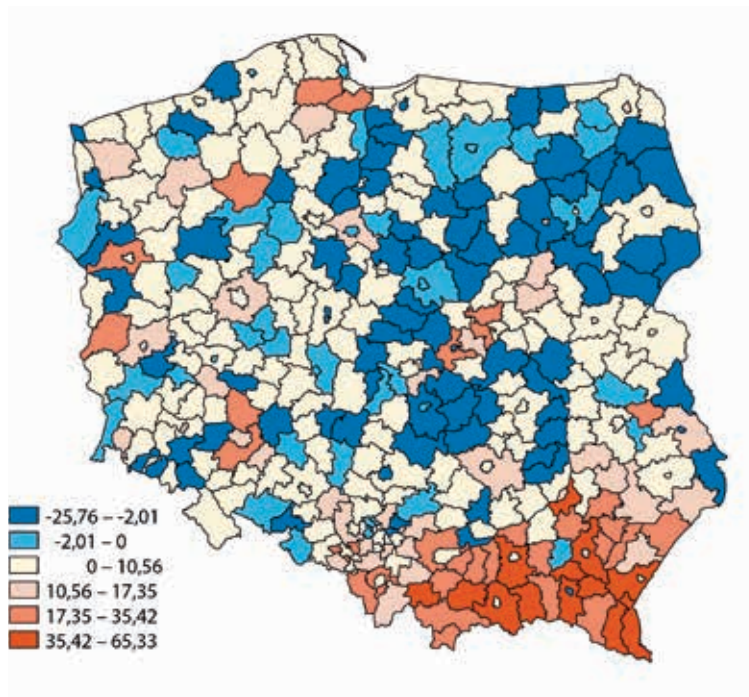 -25,76 – -2,01
-2,01 – 0
0 – 10,56
10,56 – 17,35
17,35 – 35,42
35,42 – 65,33